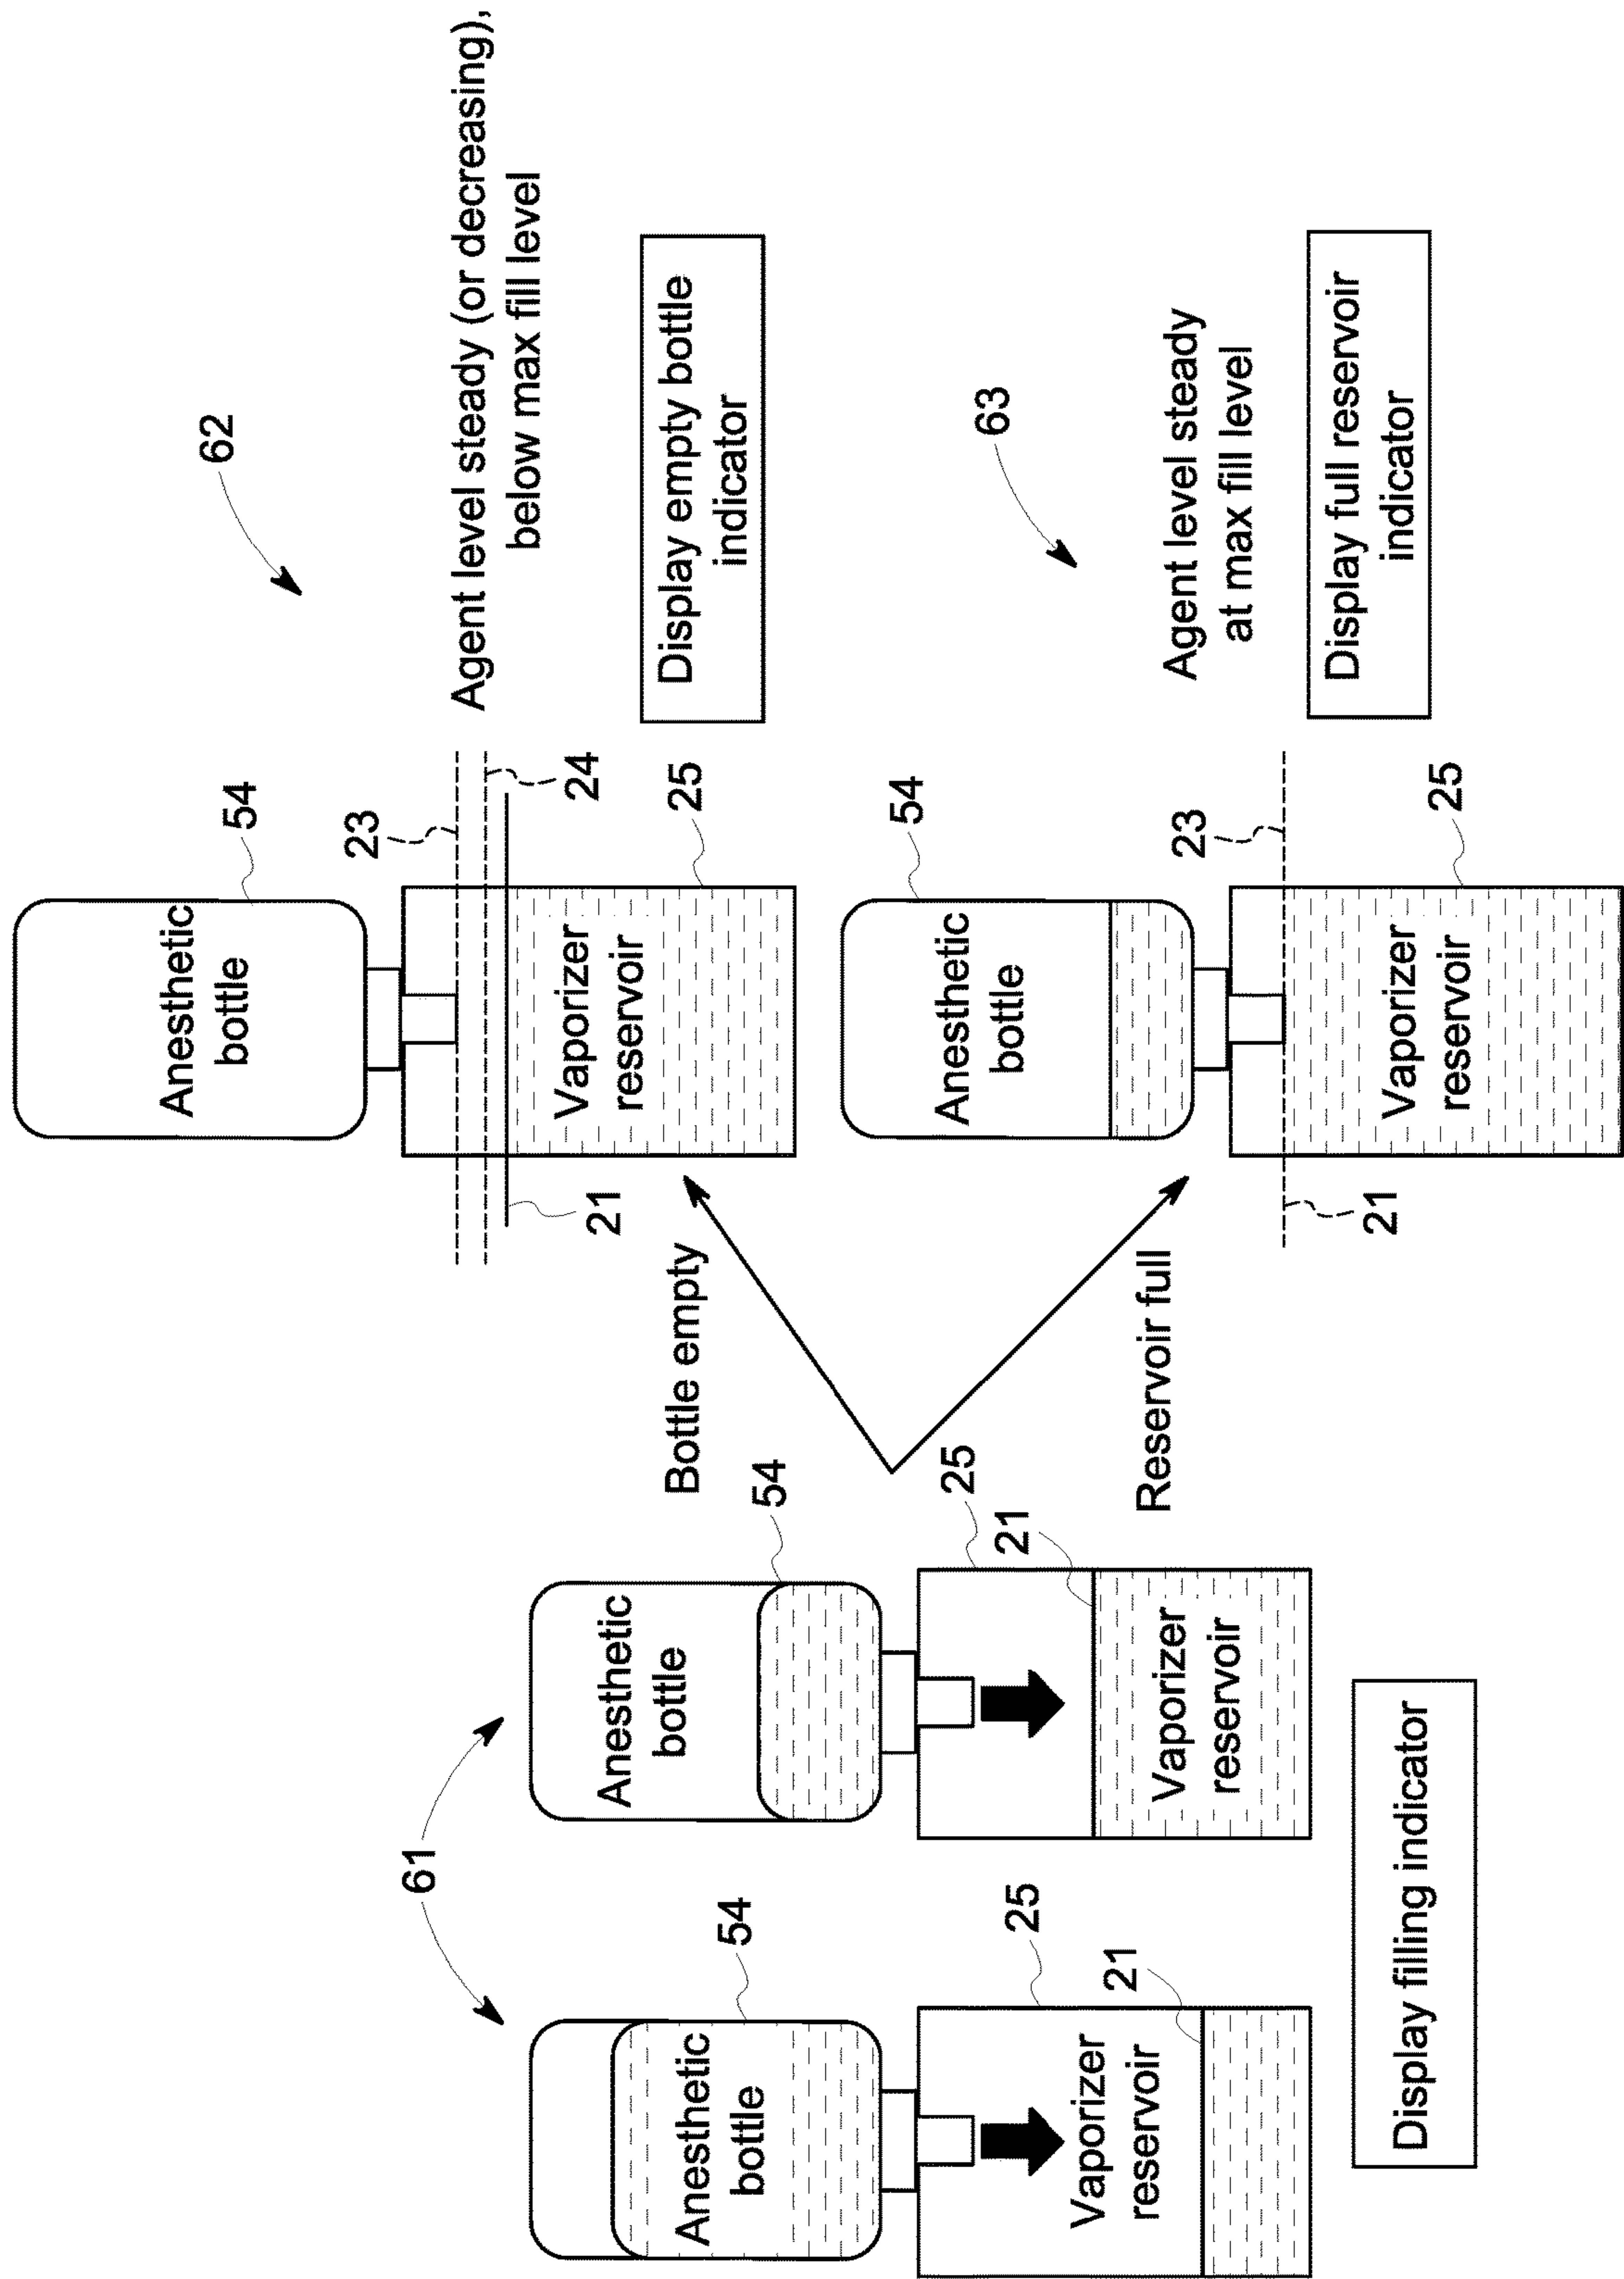 61
54
Anesthetic
bottle
25
Vaporizer
reservoir
21
54
Anesthetic
bottle
25
21
Vaporizer
reservoir
Display filling indicator
Bottle empty
Reservoir full
62
54
Anesthetic
bottle
23
Agent level steady (or decreasing),
below max fill level
24
21
25
Vaporizer
reservoir
Display empty bottle
indicator
63
54
Anesthetic
bottle
23
Agent level steady
at max fill level
21
25
Vaporizer
reservoir
Display full reservoir
indicator